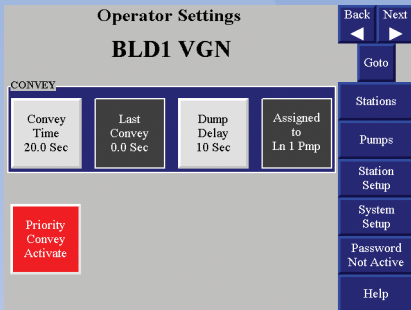 Operator Settings
BLD1 VGN
Back
Next
Goto
CONVEY
Convey
Time
20.0 Sec
Last
Convey
0.0 Sec
Dump
Delay
10 Sec
Assigned
to
Ln 1 Pmp
Priority
Convey
Activate
Stations
Pumps
Station
Setup
System
Setup
Password
Not Active
Help